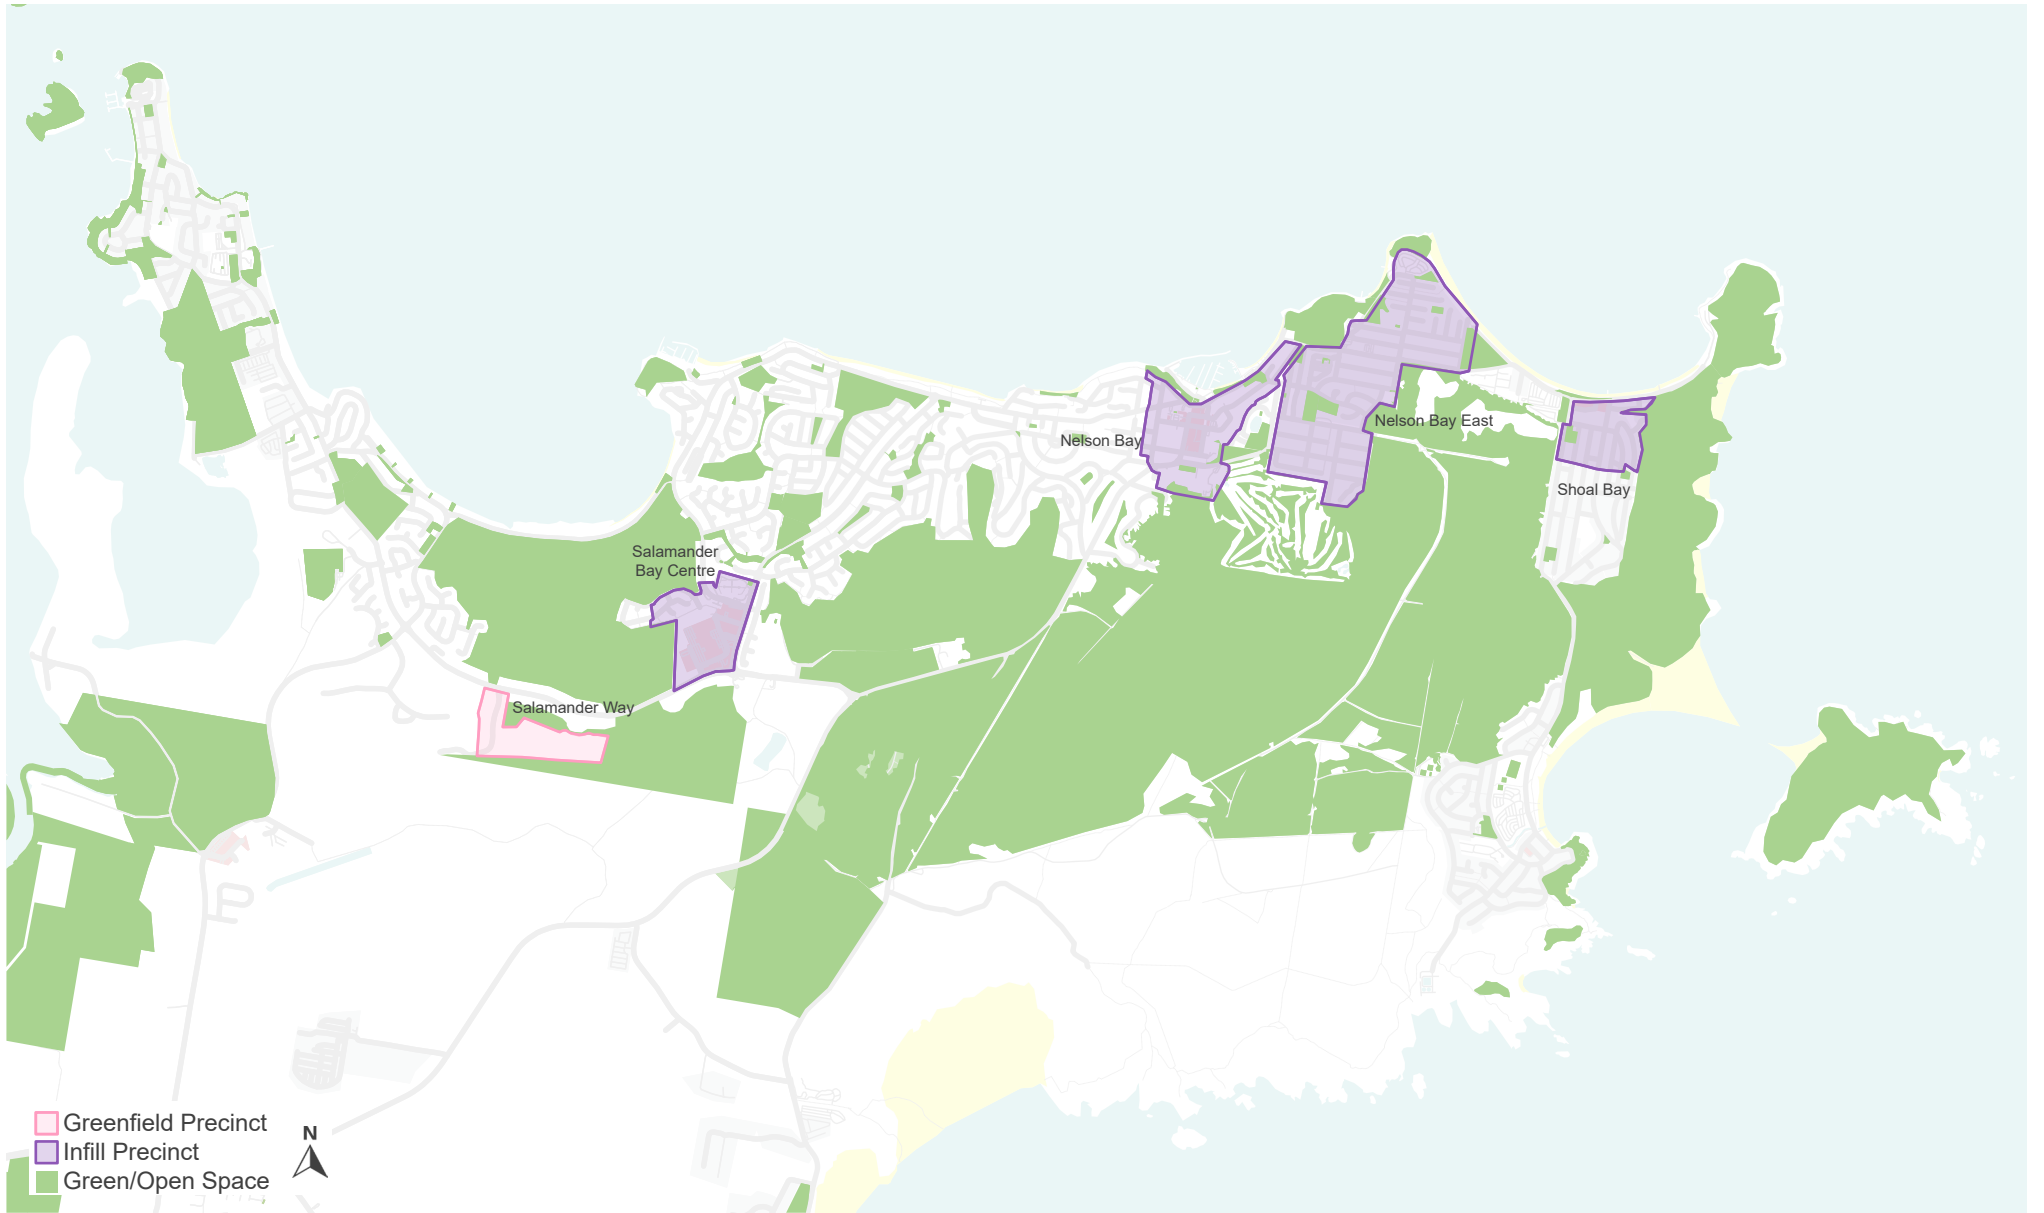 Nelson Bay East
Nelson Bay
Shoal Bay
Salamander
Bay Centre
Salamander Way
Greenfield Precinct
Infill Precinct
Green/Open Space
N